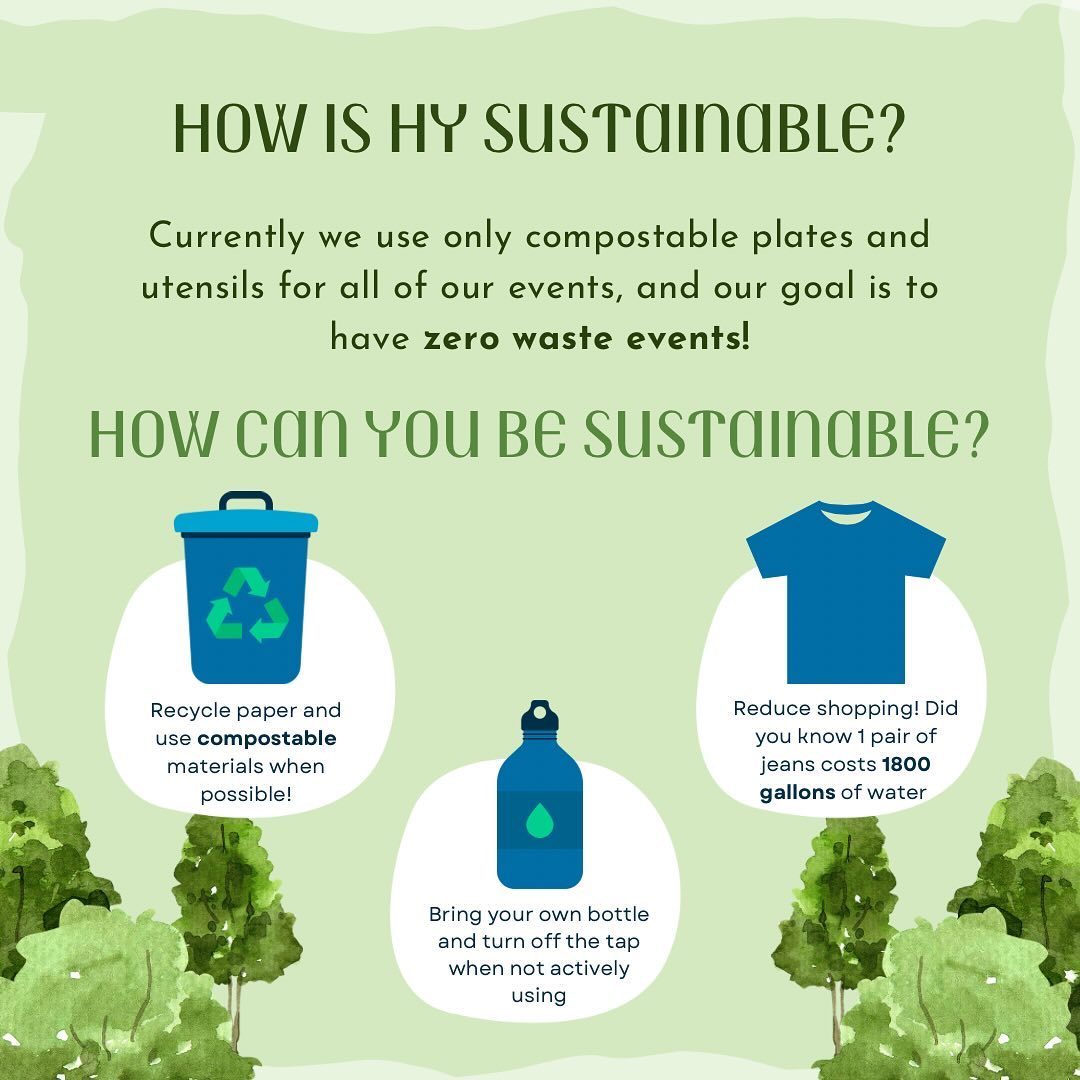 HOW IS HY SUSTAINABLE?
Currently we use only compostable plates and
utensils for all of our events, and our goal is to
have zero waste events!
HOW CAN YOU BE SUSTAINABLE?
Recycle paper and
use compostable
materials when
possible!
Reduce shopping! Did
you know 1 pair of
jeans costs 1800
gallons of water
Bring your own bottle
and turn off the tap
when not actively
using